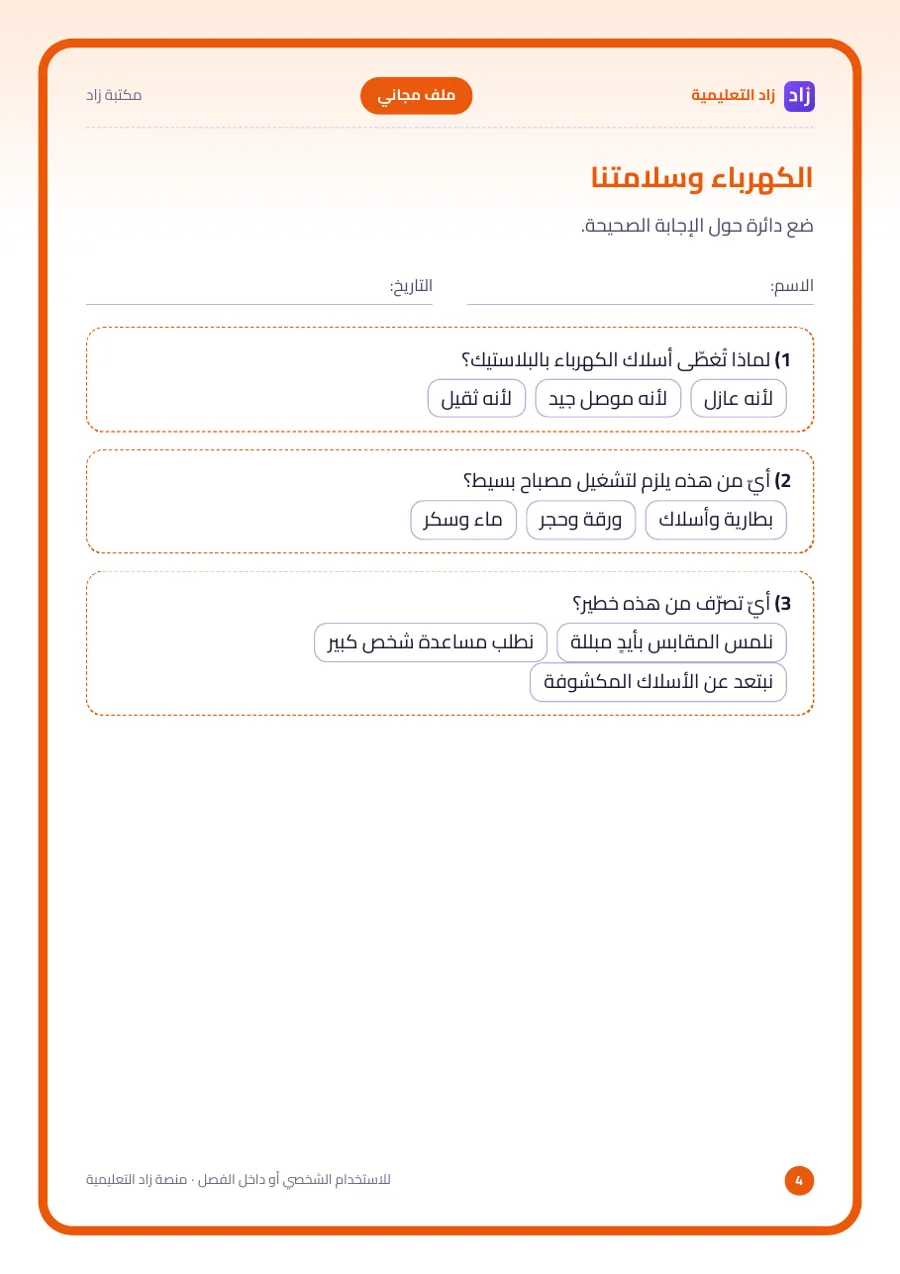 زاد زاد التعليمية
ملف مجاني
مكتبة زاد
الكهرباء وسلامتنا
ضع دائرة حول الإجابة الصحيحة.
الاسم:
التاريخ:
1) لماذا تُغطّى أسلاك الكهرباء بالبلاستيك؟
لأنه عازل لأنه موصل جيد لأنه ثقيل
2) أيّ من هذه يلزم لتشغيل مصباح بسيط؟
بطارية وأسلاك ورقة وحجر ماء وسكر
3) أيّ تصرّف من هذه خطير؟
نلمس المقابس بأيدٍ مبللة نطلب مساعدة شخص كبير
نبتعد عن الأسلاك المكشوفة
4
للاستخدام الشخصي أو داخل الفصل · منصة زاد التعليمية